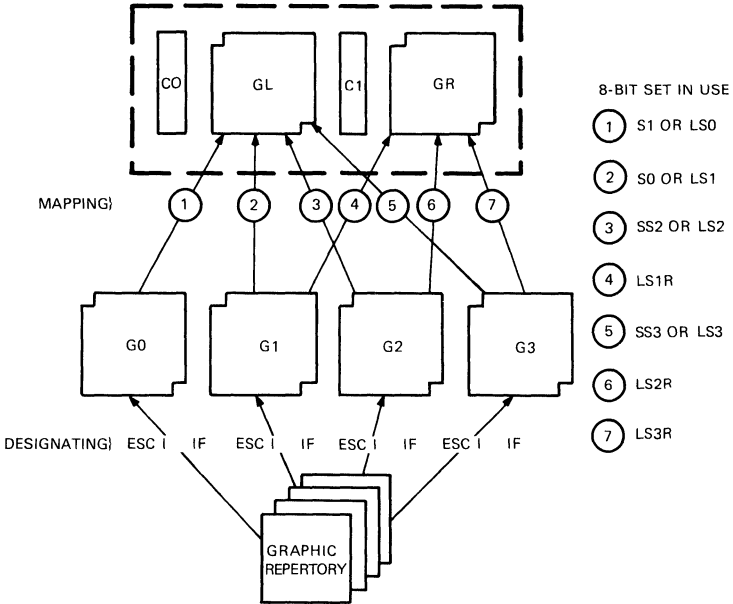 CO GL C1 GR
8-BIT SET IN USE
1 S1 OR LS0
2 S0 OR LS1
3 SS2 OR LS2
4 LS1R
5 SS3 OR LS3
6 LS2R
7 LS3R
MAPPING} 1 2 3 4 5 6 7
G0 G1 G2 G3
DESIGNATING} ESC I IF ESC I IF ESC I IF ESC I IF
GRAPHIC
REPERTORY